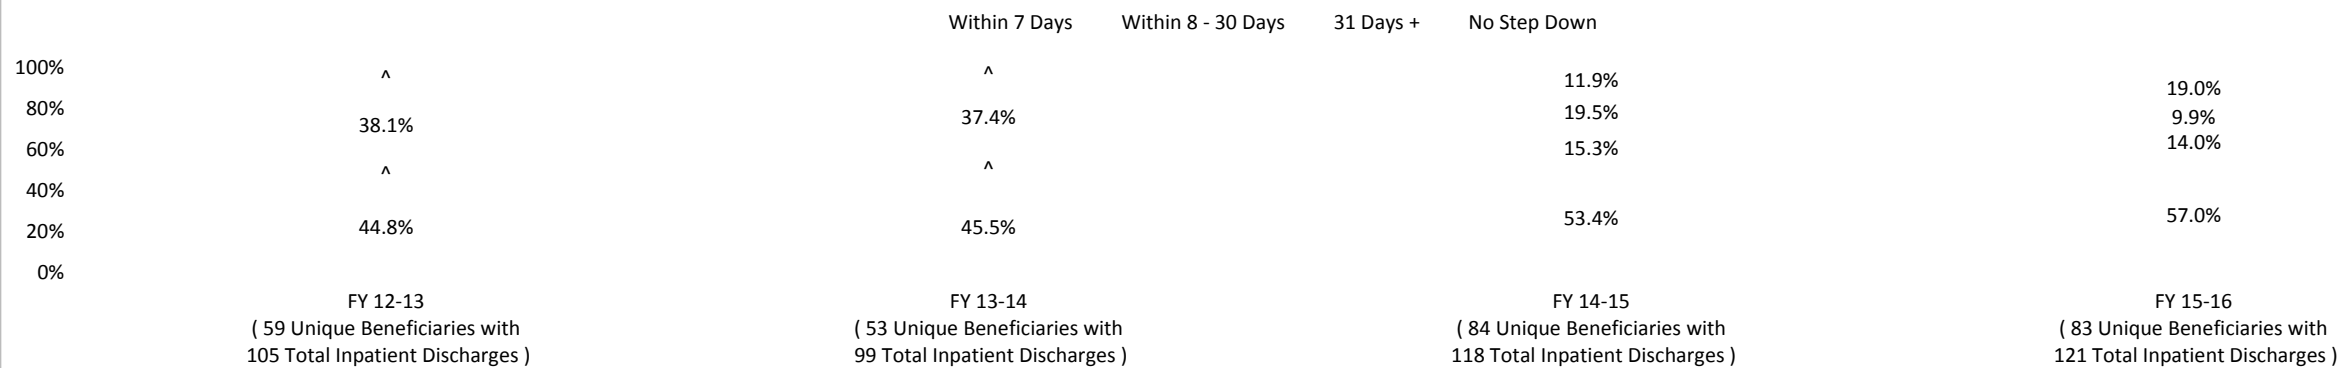 Within 7 Days Within 8 - 30 Days 31 Days + No Step Down
100%
80%
60%
40%
20%
0%
^
38.1%
^
44.8%
^
37.4%
^
45.5%
11.9%
19.5%
15.3%
53.4%
19.0%
9.9%
14.0%
57.0%
FY 12-13
( 59 Unique Beneficiaries with
105 Total Inpatient Discharges )
FY 13-14
( 53 Unique Beneficiaries with
99 Total Inpatient Discharges )
FY 14-15
( 84 Unique Beneficiaries with
118 Total Inpatient Discharges )
FY 15-16
( 83 Unique Beneficiaries with
121 Total Inpatient Discharges )